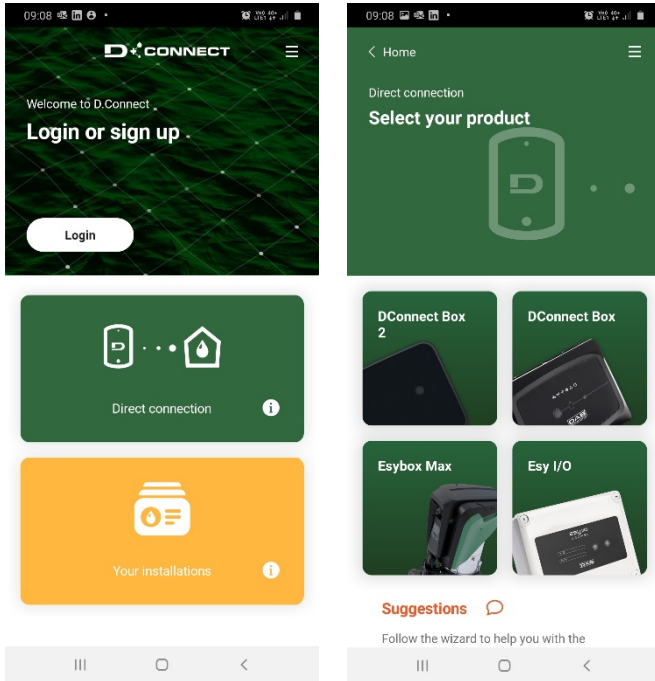 09:08
D CONNECT
Welcome to D.Connect
Login or sign up
Login
Direct connection
Your installations
09:08
Home
Direct connection
Select your product
D
DConnect Box
2
DConnect Box
DAB
Esybox Max
Esy I/O
DAB
Suggestions
Follow the wizard to help you with the